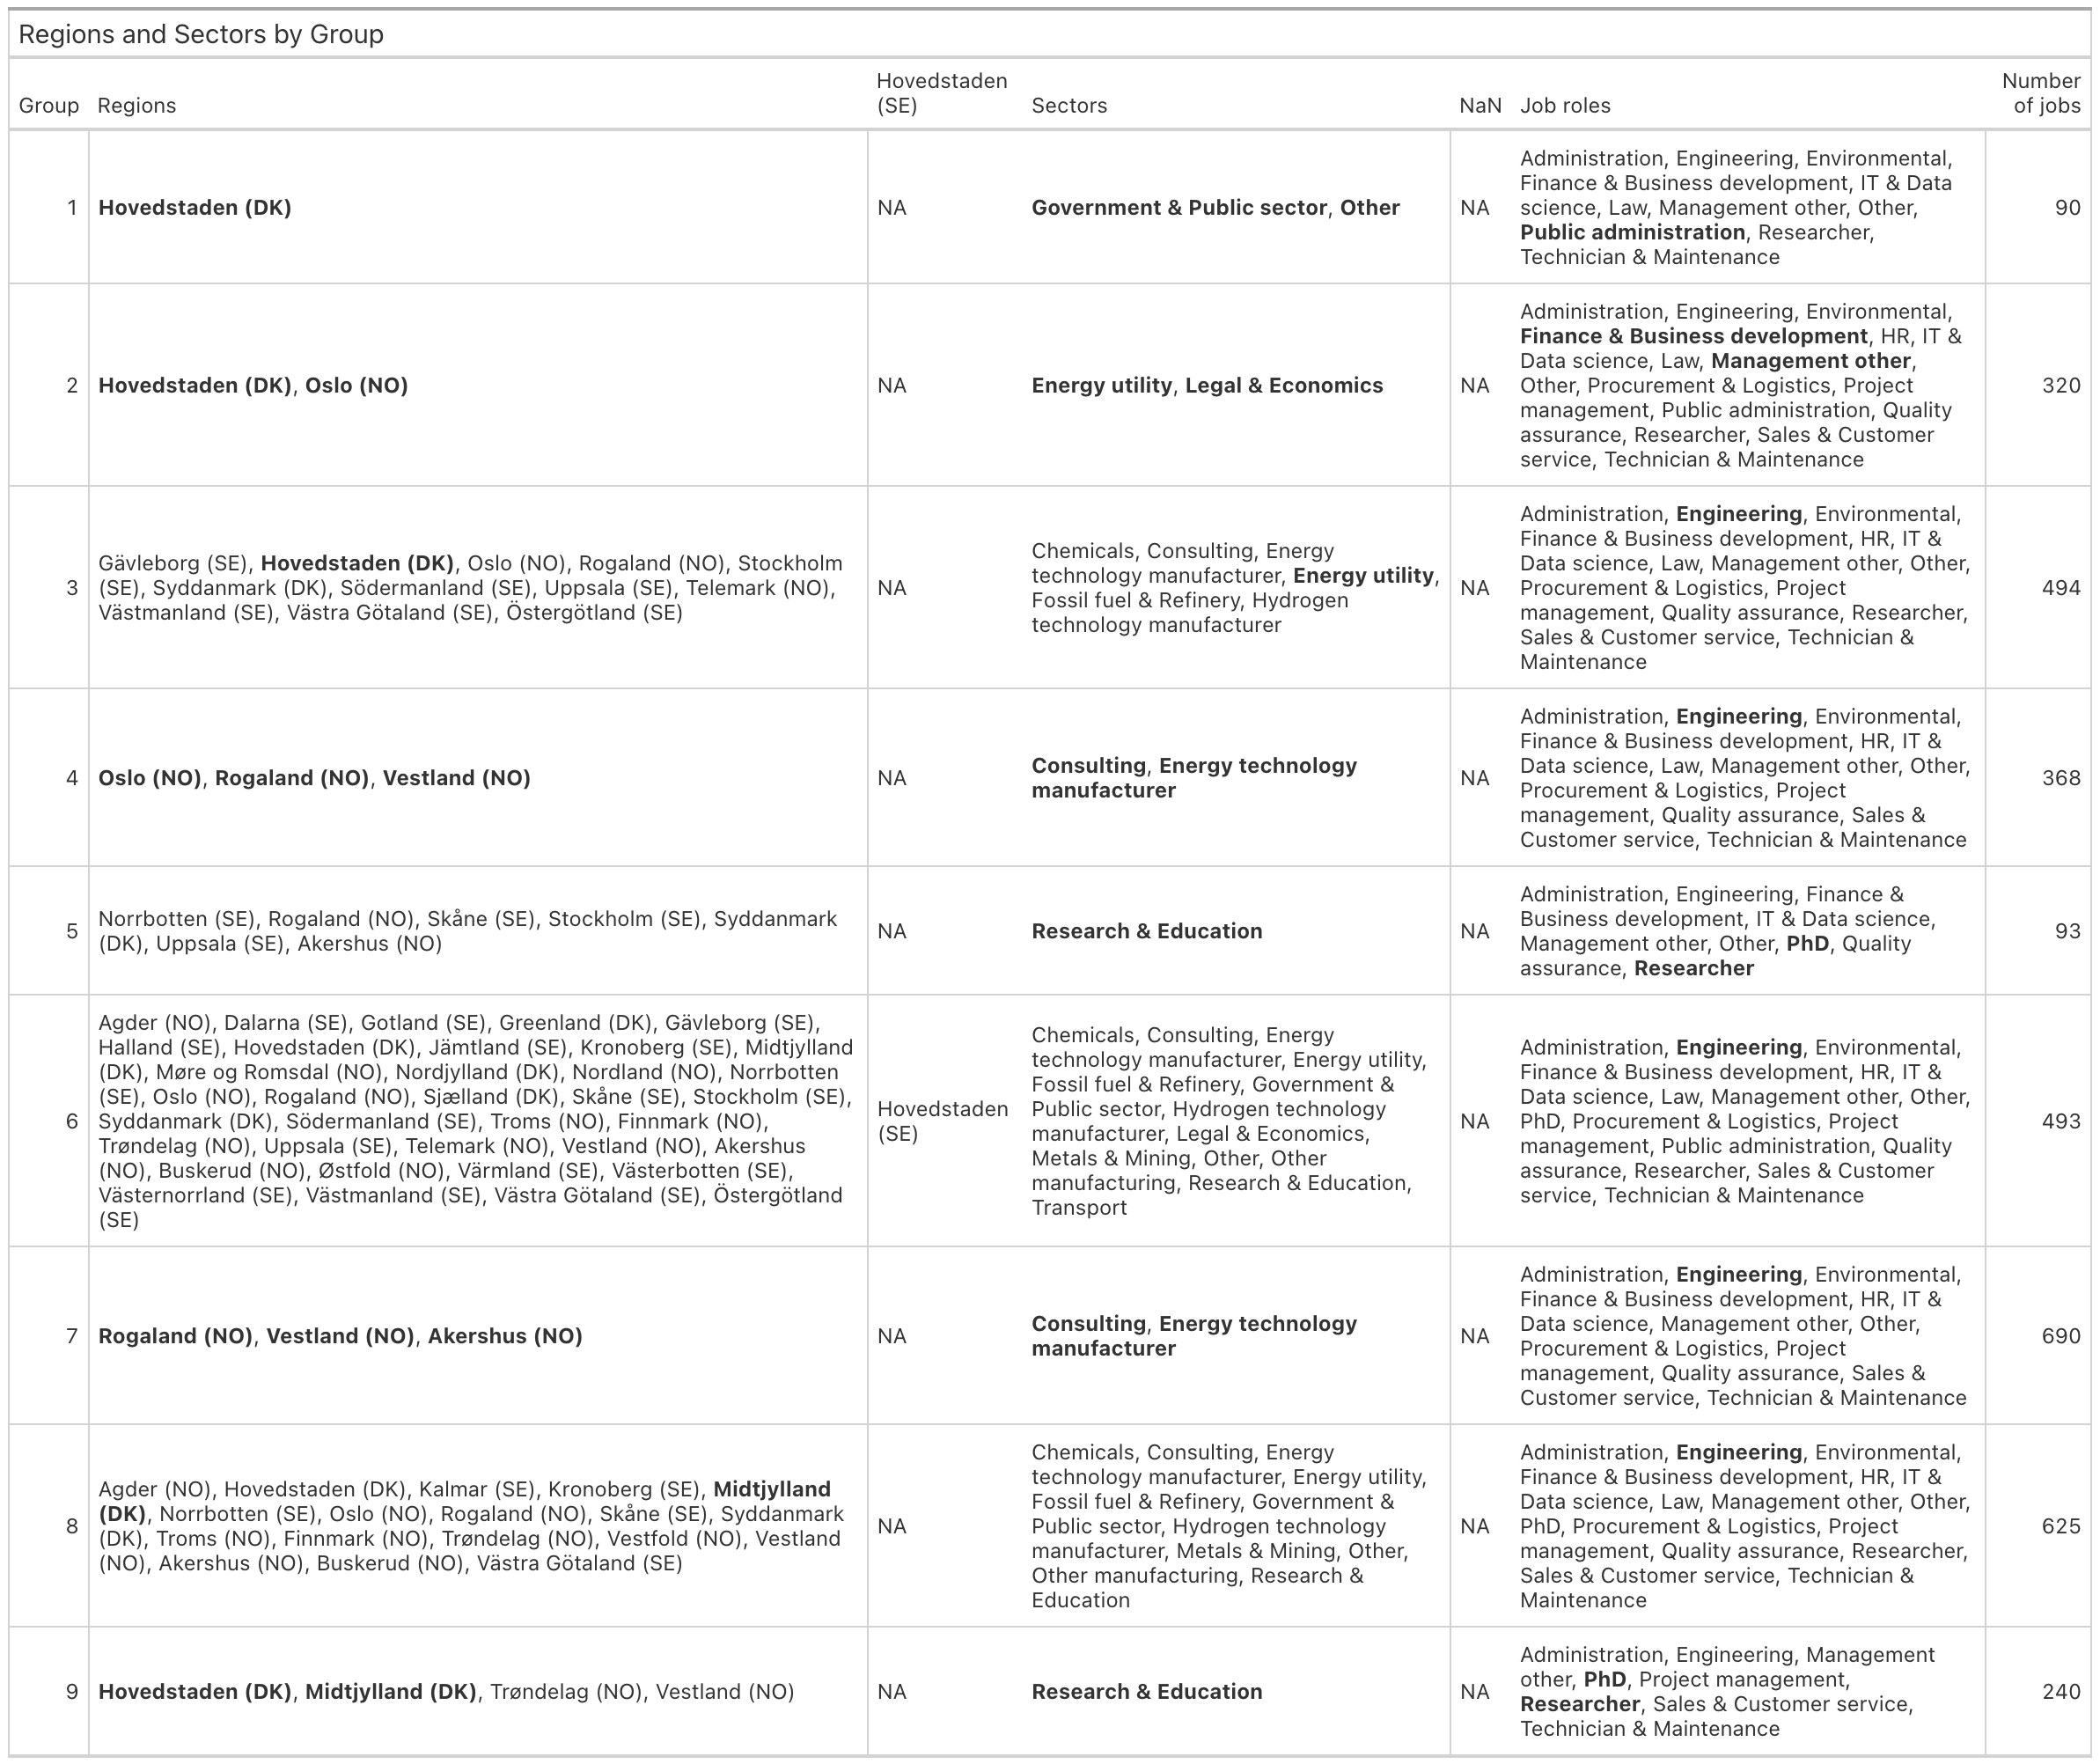 Regions and Sectors by Group
Group Regions Hovedstaden (SE) Sectors NaN Job roles Number of jobs
1
Hovedstaden (DK)
NA
Government & Public sector, Other
NA
Administration, Engineering, Environmental,
Finance & Business development, IT & Data
science, Law, Management other, Other,
Public administration, Researcher,
Technician & Maintenance
90
2
Hovedstaden (DK), Oslo (NO)
NA
Energy utility, Legal & Economics
NA
Administration, Engineering, Environmental,
Finance & Business development, HR, IT &
Data science, Law, Management other,
Other, Procurement & Logistics, Project
management, Public administration, Quality
assurance, Researcher, Sales & Customer
service, Technician & Maintenance
320
3
Gävleborg (SE), Hovedstaden (DK), Oslo (NO), Rogaland (NO), Stockholm
(SE), Syddanmark (DK), Södermanland (SE), Uppsala (SE), Telemark (NO),
Västmanland (SE), Västra Götaland (SE), Östergötland (SE)
NA
Chemicals, Consulting, Energy
technology manufacturer, Energy utility,
Fossil fuel & Refinery, Hydrogen
technology manufacturer
NA
Administration, Engineering, Environmental,
Finance & Business development, HR, IT &
Data science, Law, Management other, Other,
Procurement & Logistics, Project
management, Quality assurance, Researcher,
Sales & Customer service, Technician &
Maintenance
494
4
Oslo (NO), Rogaland (NO), Vestland (NO)
NA
Consulting, Energy technology
manufacturer
NA
Administration, Engineering, Environmental,
Finance & Business development, HR, IT &
Data science, Law, Management other, Other,
Procurement & Logistics, Project
management, Quality assurance, Sales &
Customer service, Technician & Maintenance
368
5
Norrbotten (SE), Rogaland (NO), Skåne (SE), Stockholm (SE), Syddanmark
(DK), Uppsala (SE), Akershus (NO)
NA
Research & Education
NA
Administration, Engineering, Finance &
Business development, IT & Data science,
Management other, Other, PhD, Quality
assurance, Researcher
93
6
Agder (NO), Dalarna (SE), Gotland (SE), Greenland (DK), Gävleborg (SE),
Halland (SE), Hovedstaden (DK), Jämtland (SE), Kronoberg (SE), Midtjylland
(DK), Møre og Romsdal (NO), Nordjylland (DK), Nordland (NO), Norrbotten
(SE), Oslo (NO), Rogaland (NO), Sjælland (DK), Skåne (SE), Stockholm (SE),
Syddanmark (DK), Södermanland (SE), Troms (NO), Finnmark (NO),
Trøndelag (NO), Uppsala (SE), Telemark (NO), Vestland (NO), Akershus
(NO), Buskerud (NO), Østfold (NO), Värmland (SE), Västerbotten (SE),
Västernorrland (SE), Västmanland (SE), Västra Götaland (SE), Östergötland
(SE)
Hovedstaden
(SE)
Chemicals, Consulting, Energy
technology manufacturer, Energy utility,
Fossil fuel & Refinery, Government &
Public sector, Hydrogen technology
manufacturer, Legal & Economics,
Metals & Mining, Other, Other
manufacturing, Research & Education,
Transport
NA
Administration, Engineering, Environmental,
Finance & Business development, HR, IT &
Data science, Law, Management other, Other,
PhD, Procurement & Logistics, Project
management, Public administration, Quality
assurance, Researcher, Sales & Customer
service, Technician & Maintenance
493
7
Rogaland (NO), Vestland (NO), Akershus (NO)
NA
Consulting, Energy technology
manufacturer
NA
Administration, Engineering, Environmental,
Finance & Business development, HR, IT &
Data science, Management other, Other,
Procurement & Logistics, Project
management, Quality assurance, Sales &
Customer service, Technician & Maintenance
690
8
Agder (NO), Hovedstaden (DK), Kalmar (SE), Kronoberg (SE), Midtjylland
(DK), Norrbotten (SE), Oslo (NO), Rogaland (NO), Skåne (SE), Syddanmark
(DK), Troms (NO), Finnmark (NO), Trøndelag (NO), Vestfold (NO), Vestland
(NO), Akershus (NO), Buskerud (NO), Västra Götaland (SE)
NA
Chemicals, Consulting, Energy
technology manufacturer, Energy utility,
Fossil fuel & Refinery, Government &
Public sector, Hydrogen technology
manufacturer, Metals & Mining, Other,
Other manufacturing, Research &
Education
NA
Administration, Engineering, Environmental,
Finance & Business development, HR, IT &
Data science, Law, Management other, Other,
PhD, Procurement & Logistics, Project
management, Quality assurance, Researcher,
Sales & Customer service, Technician &
Maintenance
625
9
Hovedstaden (DK), Midtjylland (DK), Trøndelag (NO), Vestland (NO)
NA
Research & Education
NA
Administration, Engineering, Management
other, PhD, Project management,
Researcher, Sales & Customer service,
Technician & Maintenance
240